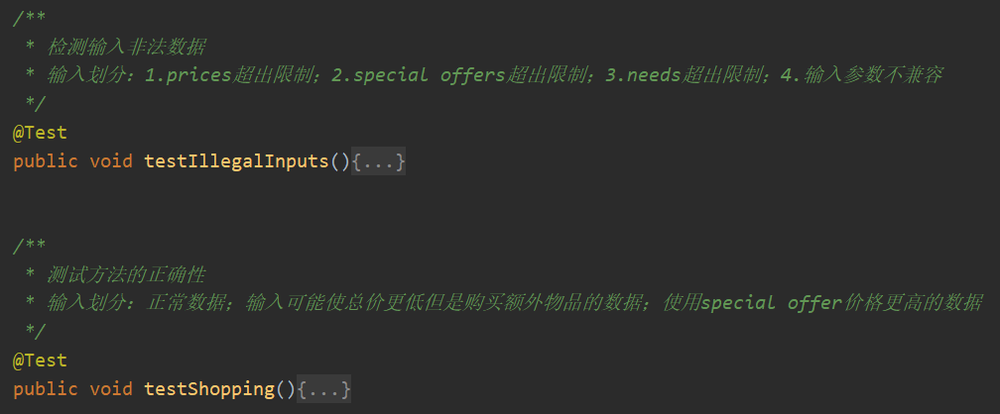 /**
 * 检测输入非法数据
 * 输入划分：1.prices超出限制；2.special offers超出限制；3.needs超出限制；4.输入参数不兼容
 */
@Test
public void testIllegalInputs(){...}
/**
 * 测试方法的正确性
 * 输入划分：正常数据；输入可能使总价更低但是购买额外物品的数据；使用special offer价格更高的数据
 */
@Test
public void testShopping(){...}